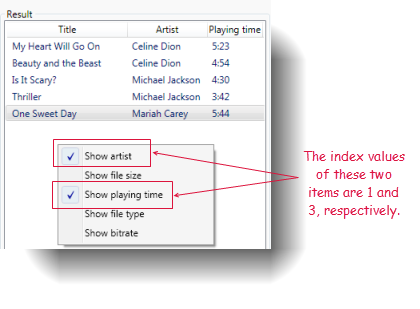 Result
Title Artist Playing time
My Heart Will Go On Celine Dion 5:23
Beauty and the Beast Celine Dion 4:54
Is It Scary? Michael Jackson 4:30
Thriller Michael Jackson 3:42
One Sweet Day Mariah Carey 5:44
Show artist
Show file size
Show playing time
Show file type
Show bitrate
The index values
of these two
items are 1 and
3, respectively.